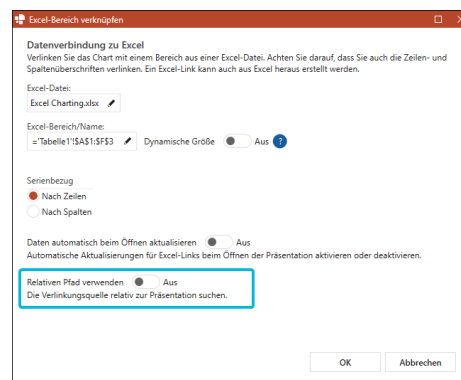 Excel-Bereich verknüpfen
Datenverbindung zu Excel
Verlinken Sie das Chart mit einem Bereich aus einer Excel-Datei. Achten Sie darauf, dass Sie auch die Zeilen- und
Spaltenüberschriften verlinken. Ein Excel-Link kann auch aus Excel heraus erstellt werden.
Excel-Datei:
Excel Charting.xlsx
Excel-Bereich/Name:
='Tabelle1'!$A$1:$F$3 Dynamische Größe Aus ?
Serienbezug
Nach Zeilen
Nach Spalten
Daten automatisch beim Öffnen aktualisieren Aus
Automatische Aktualisierungen für Excel-Links beim Öffnen der Präsentation aktivieren oder deaktivieren.
Relativen Pfad verwenden Aus
Die Verlinkungsquelle relativ zur Präsentation suchen.
OK Abbrechen